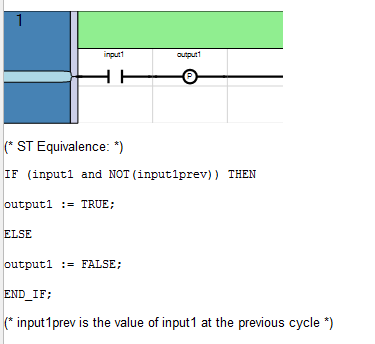 1
input1 output1
P
(* ST Equivalence: *)
IF (input1 and NOT(input1prev)) THEN
output1 := TRUE;
ELSE
output1 := FALSE;
END_IF;
(* input1prev is the value of input1 at the previous cycle *)